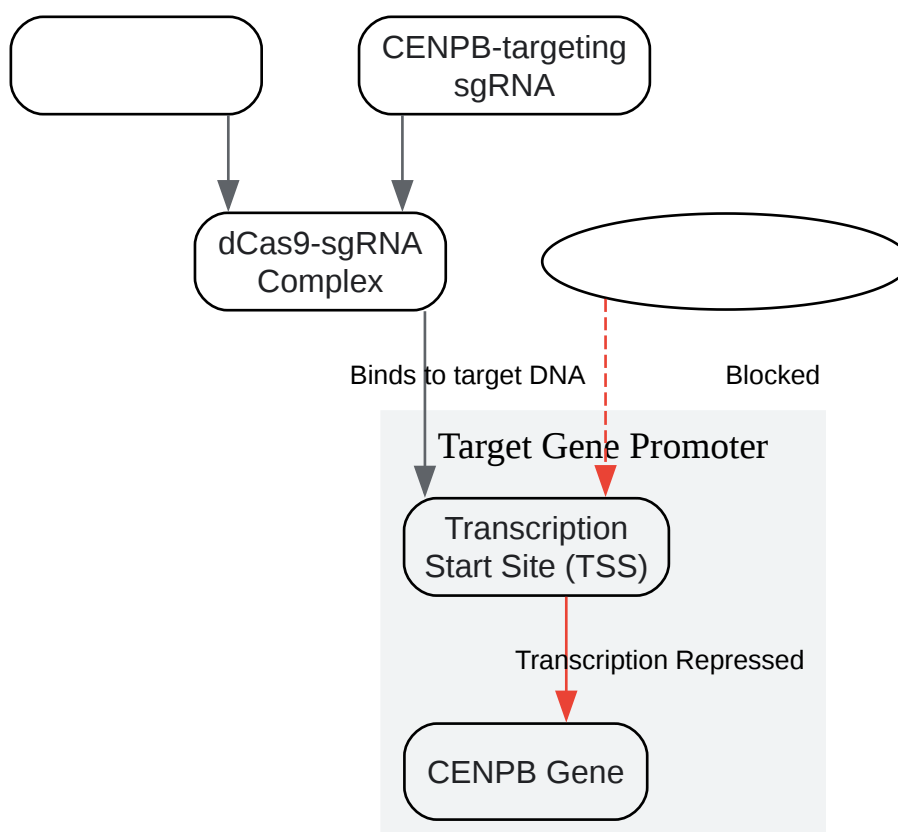 CENPB-targeting
sgRNA
dCas9-sgRNA
Complex
Binds to target DNA
Blocked
Target Gene Promoter
Transcription
Start Site (TSS)
Transcription Repressed
CENPB Gene